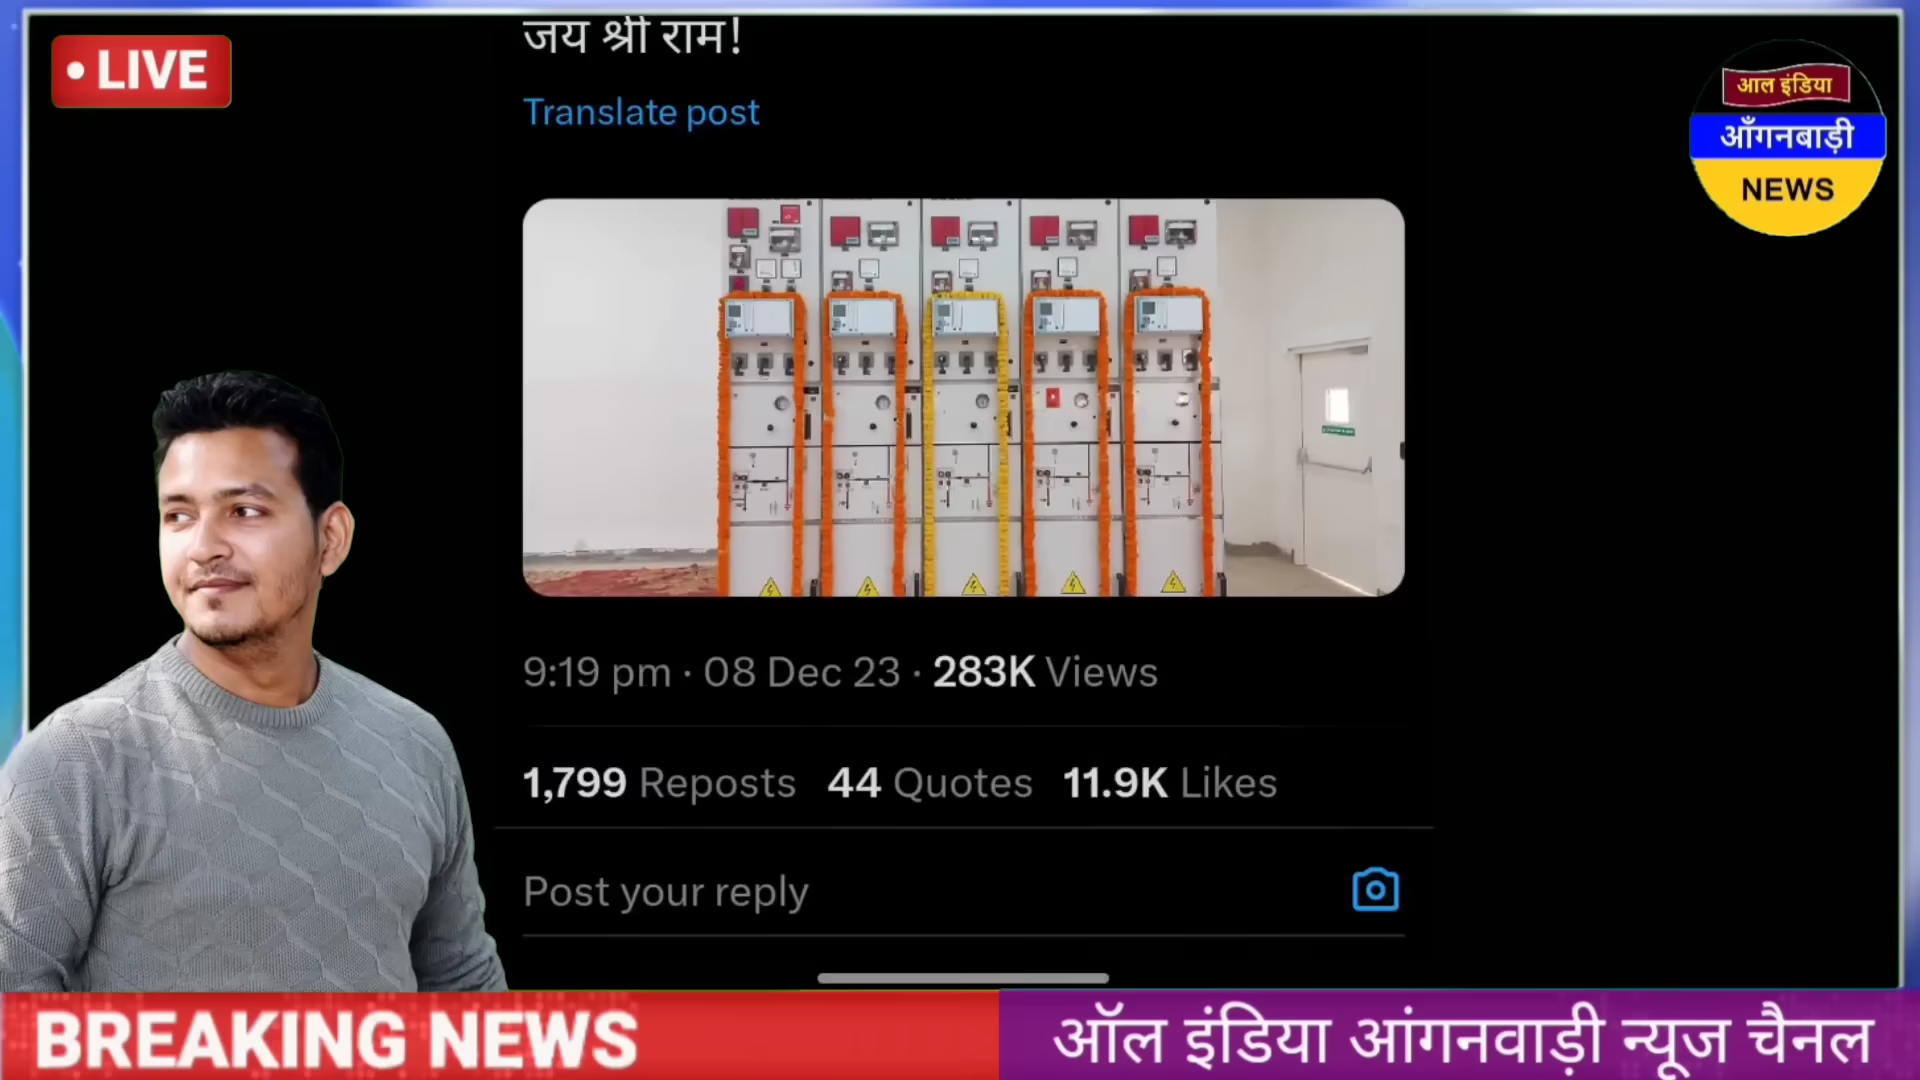 जय श्री राम!
• LIVE
Translate post
आल इंडिया
आँगनबाड़ी
NEWS
9:19 pm · 08 Dec 23 · 283K Views
1,799 Reposts 44 Quotes 11.9K Likes
Post your reply
BREAKING NEWS
ऑल इंडिया आंगनवाड़ी न्यूज चैनल